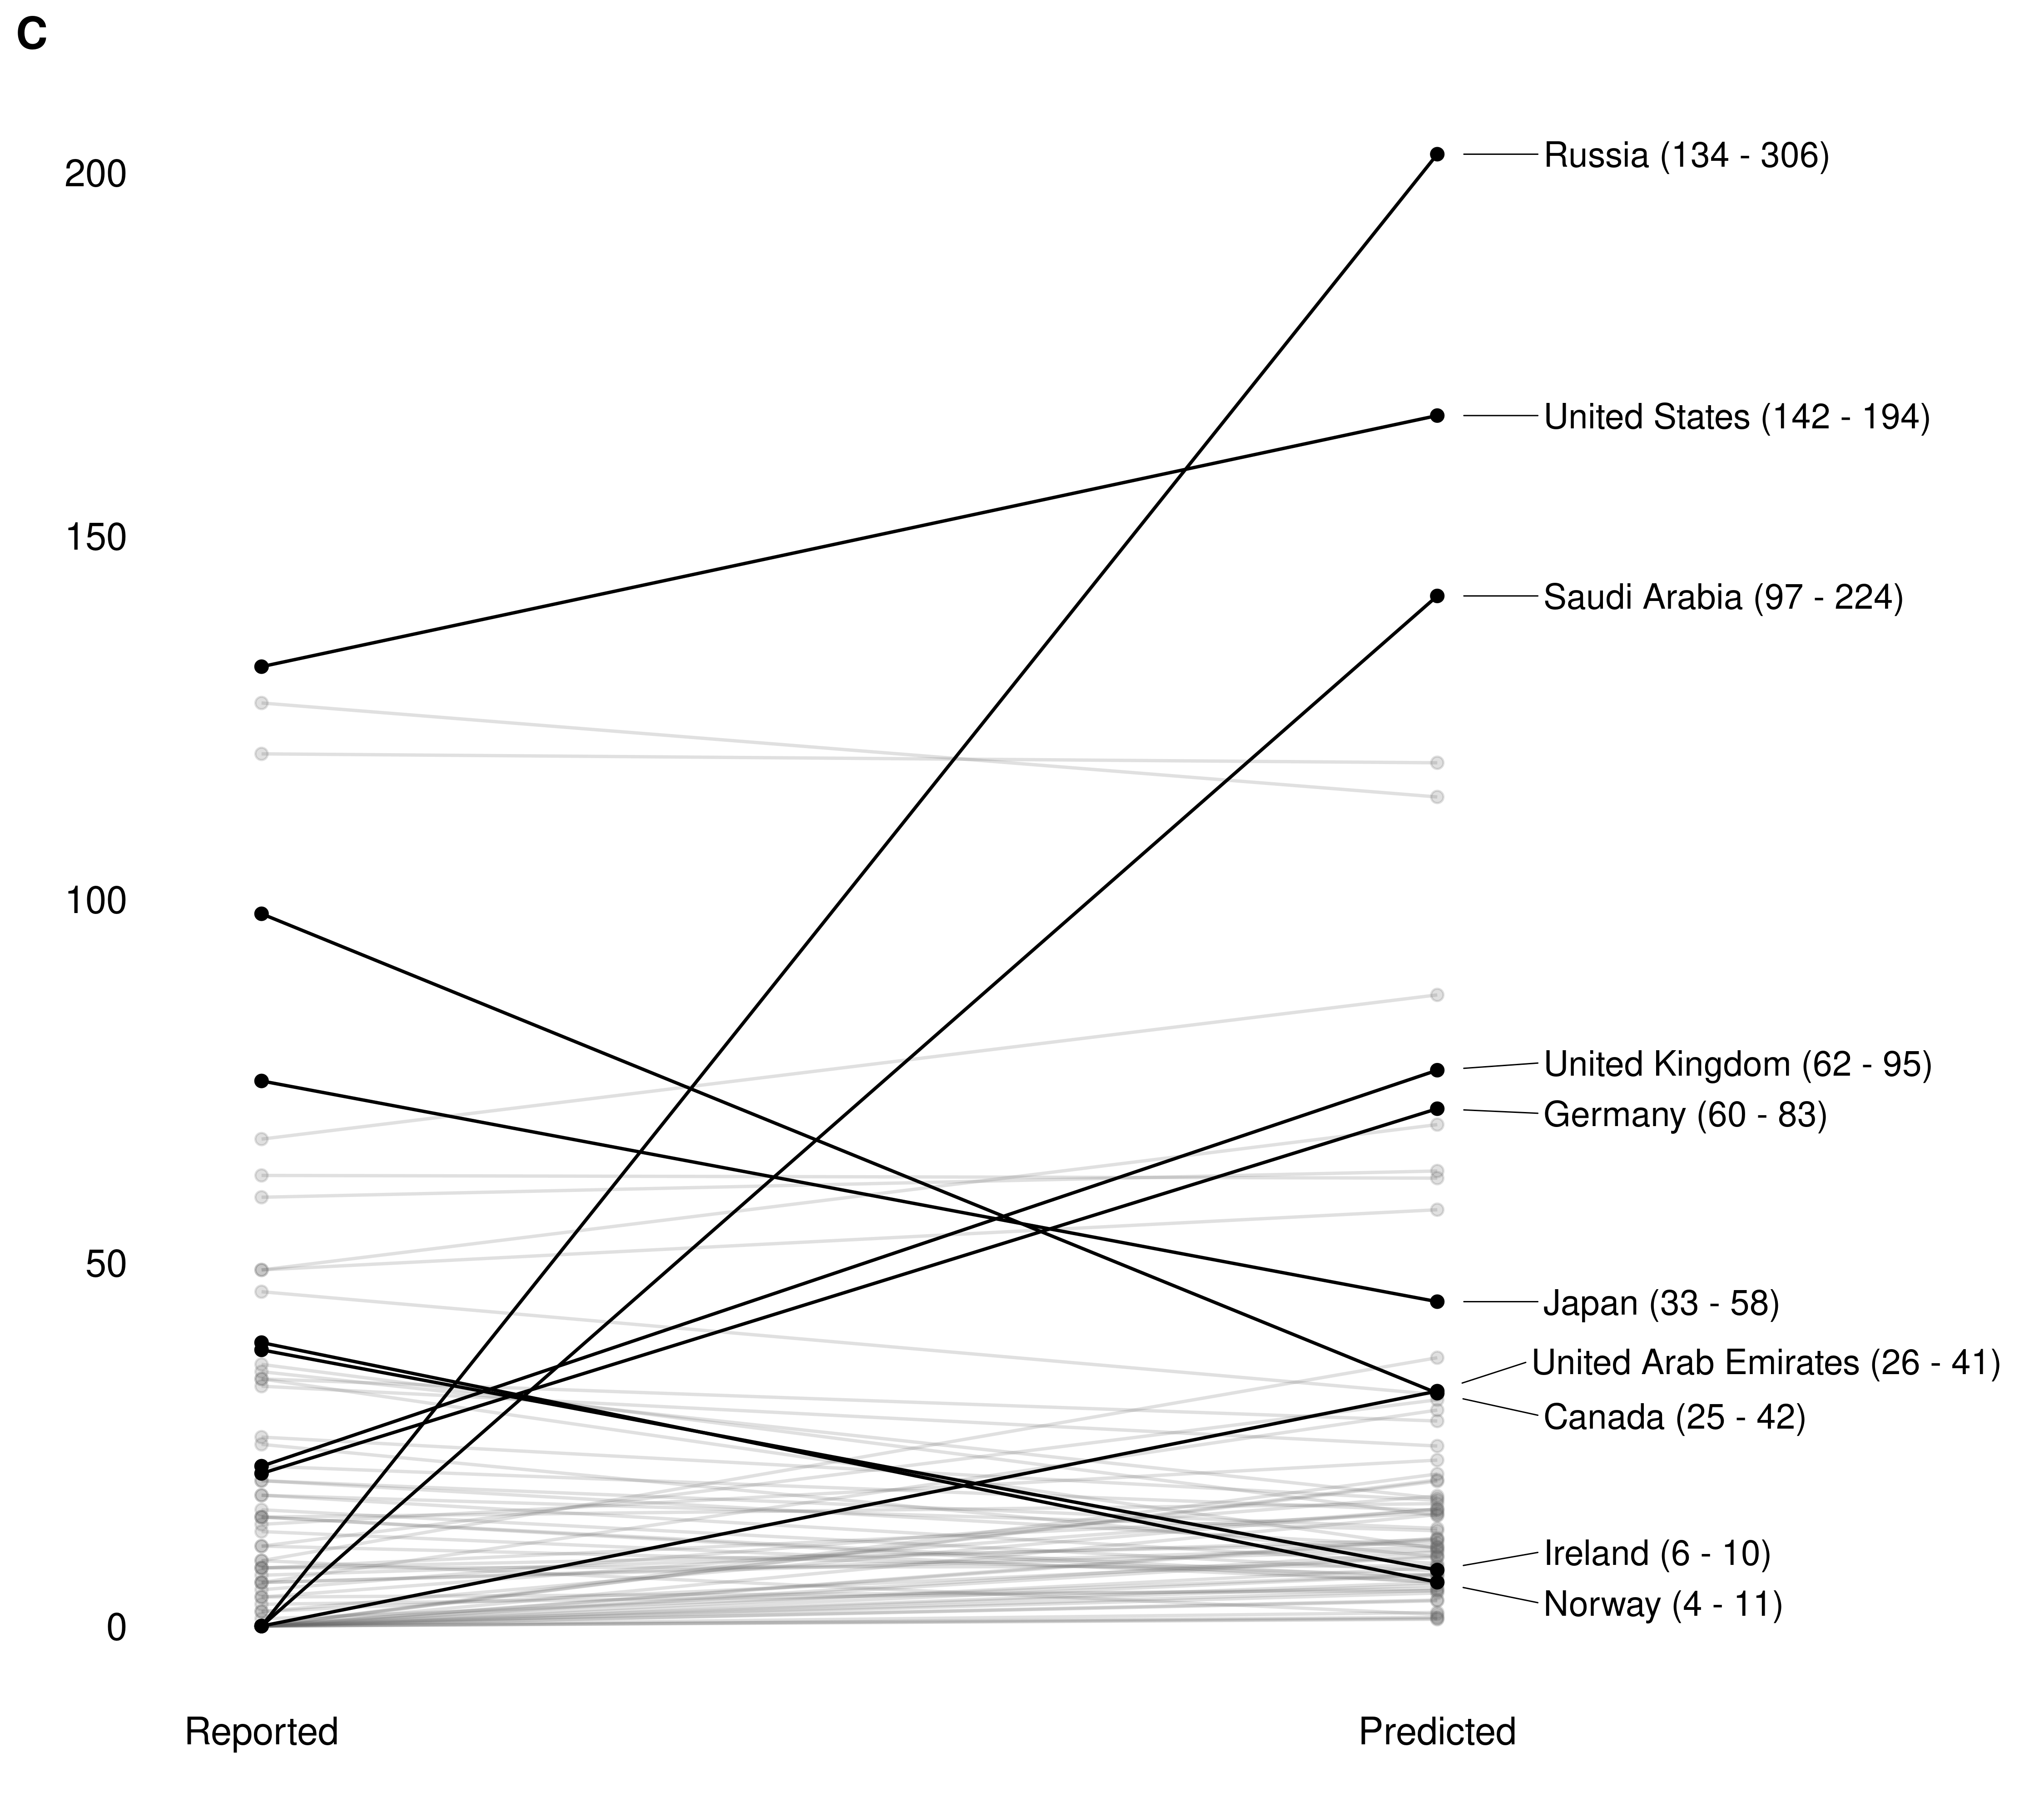 C
200
150
100
50
0
Russia (134 - 306)
United States (142 - 194)
Saudi Arabia (97 - 224)
United Kingdom (62 - 95)
Germany (60 - 83)
Japan (33 - 58)
United Arab Emirates (26 - 41)
Canada (25 - 42)
Ireland (6 - 10)
Norway (4 - 11)
Reported
Predicted